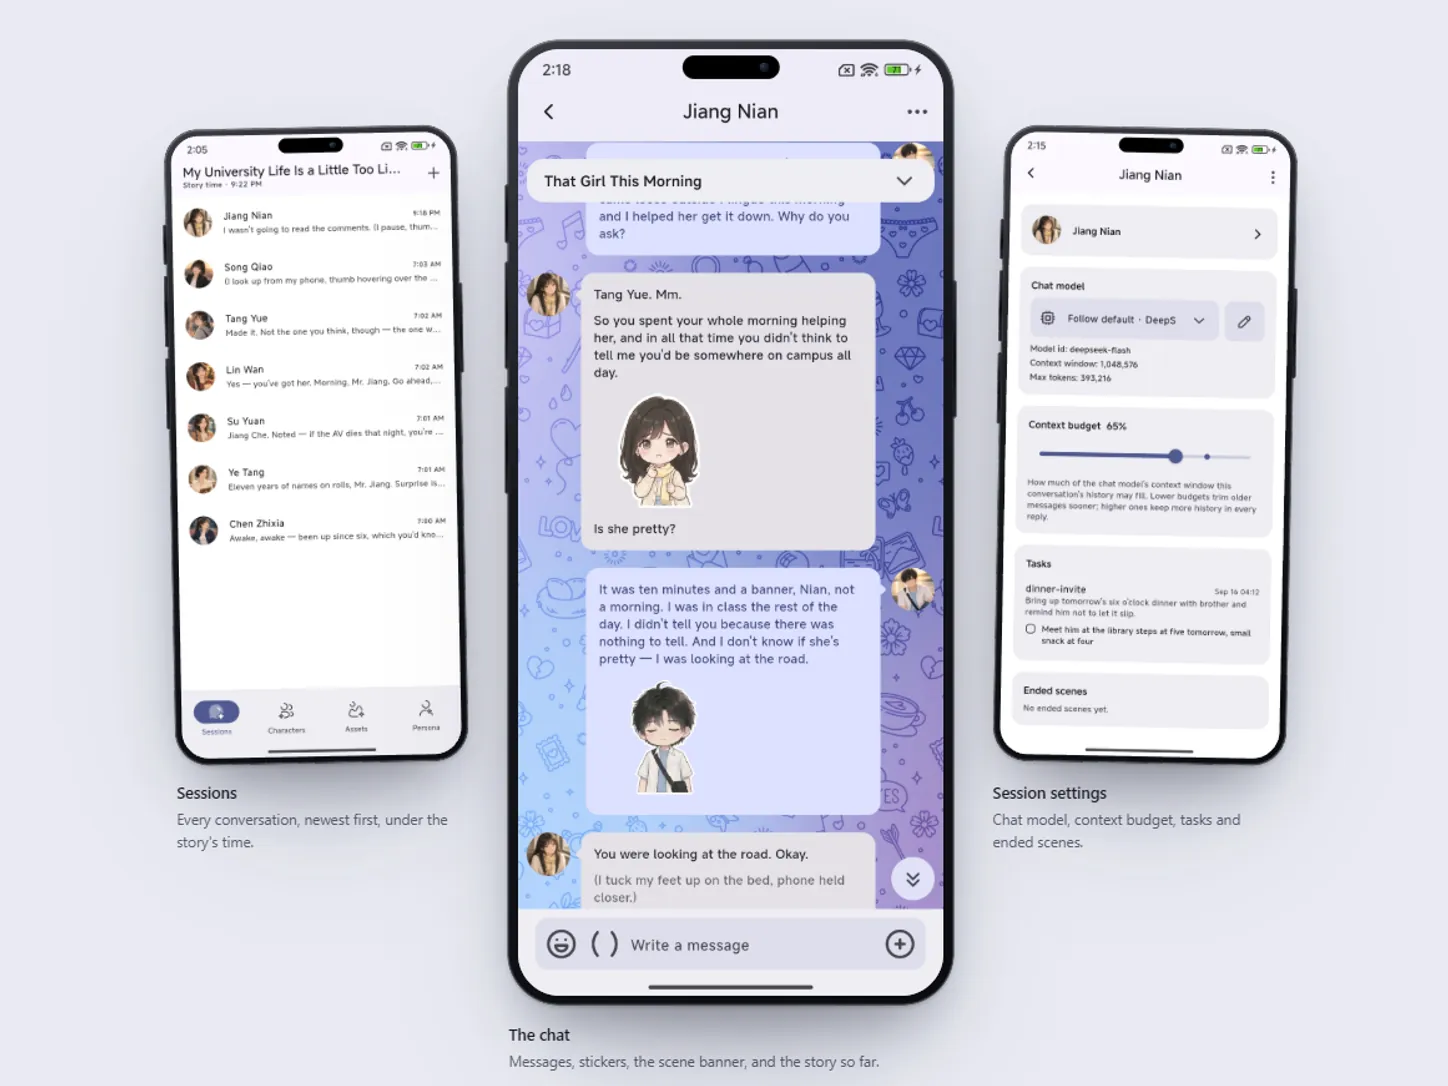 2:05
My University Life Is a Little Too Li...
Story time · 9:22 PM
Jiang Nian
9:18 PM
I wasn't going to read the comments. (I pause, thum...
Song Qiao
7:03 AM
(I look up from my phone, thumb hovering over the ...
Tang Yue
7:02 AM
Made it. Not the one you think, though — the one w...
Lin Wan
7:02 AM
Yes — you've got her. Morning, Mr. Jiang. Go ahead,...
Su Yuan
7:01 AM
Jiang Che. Noted — if the AV dies that night, you're ...
Ye Tang
7:01 AM
Eleven years of names on rolls, Mr. Jiang. Surprise is...
Chen Zhixia
7:00 AM
Awake, awake — been up since six, which you'd kno...
Sessions
Characters
Assets
Persona
Sessions
Every conversation, newest first, under the
story's time.
2:18
71
Jiang Nian
That Girl This Morning
and I helped her get it down. Why do you
ask?
Tang Yue. Mm.
So you spent your whole morning helping
her, and in all that time you didn't think to
tell me you'd be somewhere on campus all
day.
Is she pretty?
It was ten minutes and a banner, Nian, not
a morning. I was in class the rest of the
day. I didn't tell you because there was
nothing to tell. And I don't know if she's
pretty — I was looking at the road.
You were looking at the road. Okay.
(I tuck my feet up on the bed, phone held
closer.)
LOVE
YES
( ) Write a message
The chat
Messages, stickers, the scene banner, and the story so far.
2:15
Jiang Nian
Jiang Nian
Chat model
Follow default · DeepS
Model id: deepseek-flash
Context window: 1,048,576
Max tokens: 393,216
Context budget 65%
How much of the chat model's context window this
conversation's history may fill. Lower budgets trim older
messages sooner; higher ones keep more history in every
reply.
Tasks
dinner-invite
Sep 16 04:12
Bring up tomorrow's six o'clock dinner with brother and
remind him not to let it slip.
Meet him at the library steps at five tomorrow, small
snack at four
Ended scenes
No ended scenes yet.
Session settings
Chat model, context budget, tasks and
ended scenes.